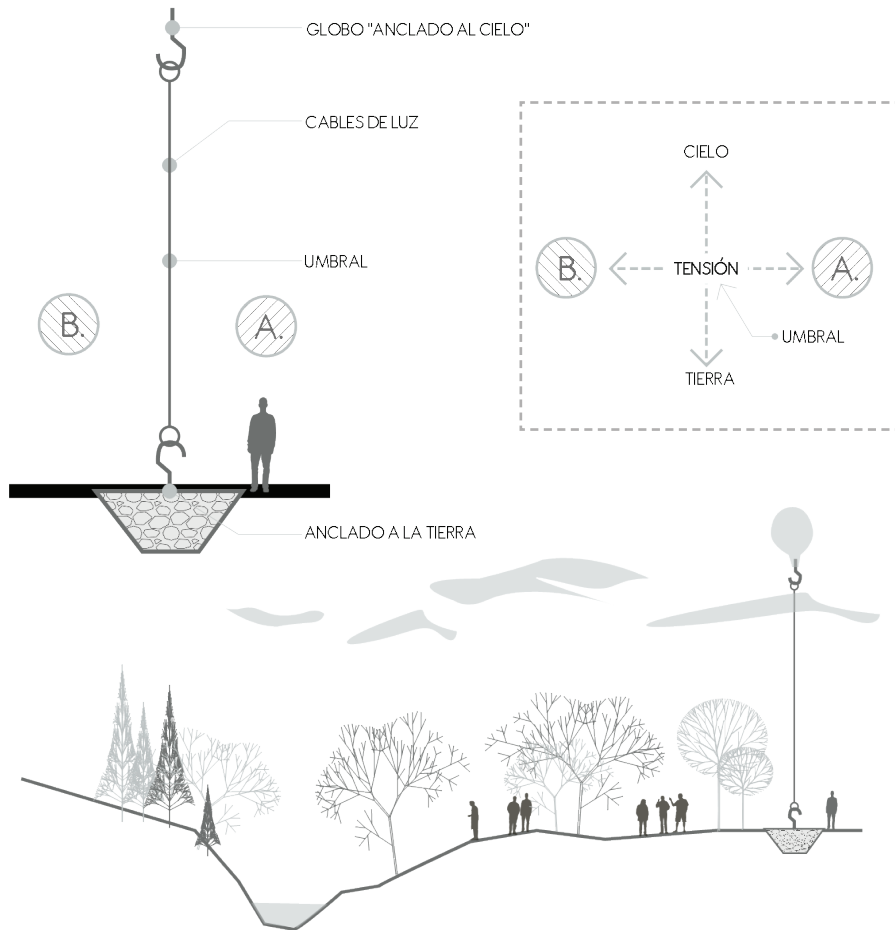 GLOBO "ANCLADO AL CIELO"
CABLES DE LUZ
UMBRAL
B.
A.
ANCLADO A LA TIERRA
CIELO
B.
TENSIÓN
A.
UMBRAL
TIERRA